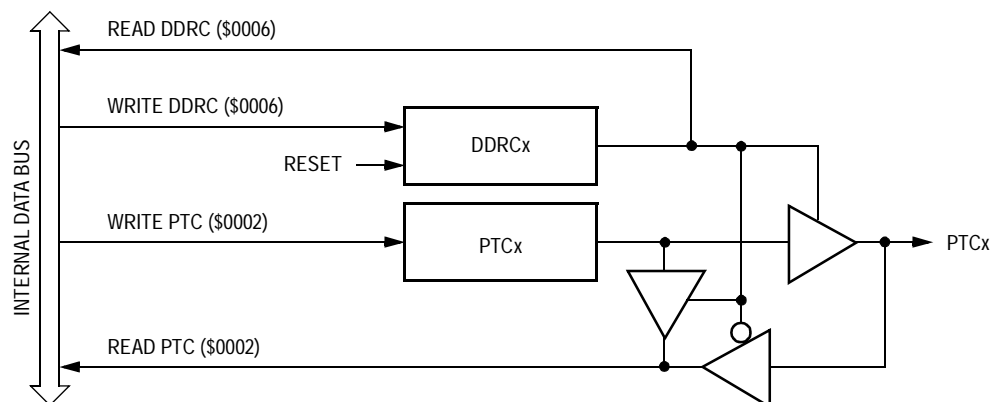 READ DDRC ($0006)
WRITE DDRC ($0006)
DDRCx
RESET
WRITE PTC ($0002)
PTCx
PTCx
INTERNAL DATA BUS
READ PTC ($0002)